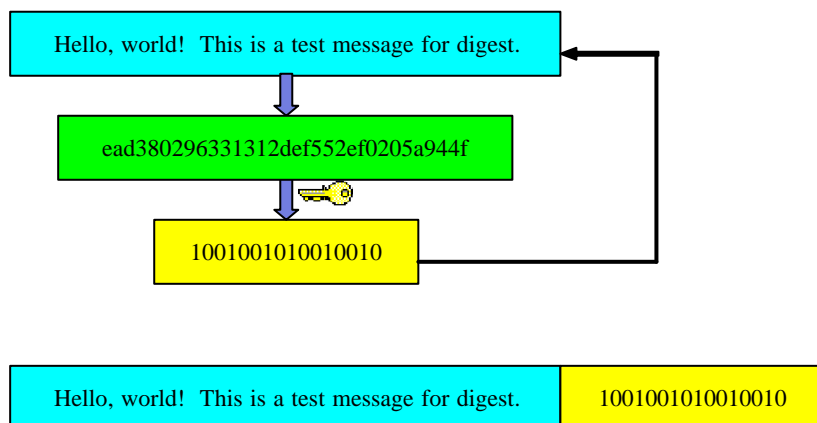 Hello, world!  This is a test message for digest.
ead380296331312def552ef0205a944f
1001001010010010
Hello, world!  This is a test message for digest. 1001001010010010